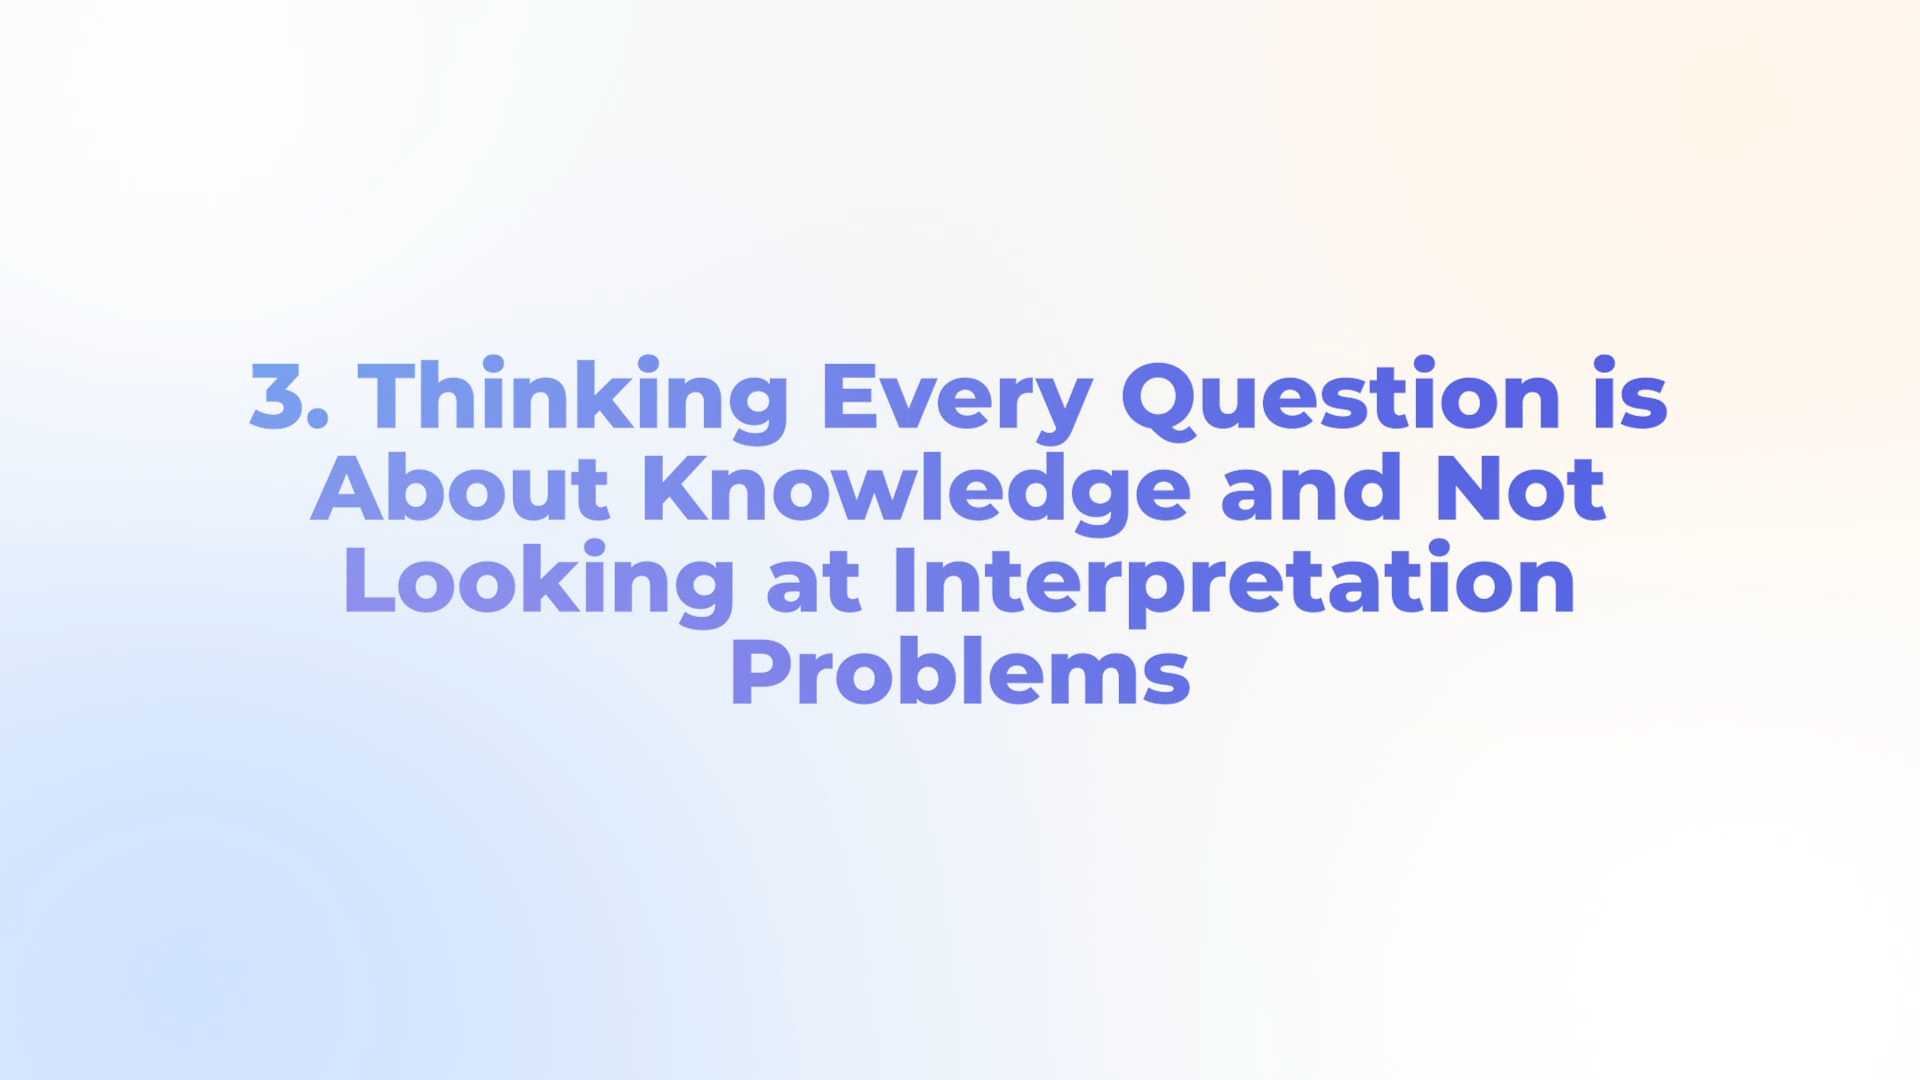 3. Thinking Every Question is
About Knowledge and Not
Looking at Interpretation
Problems